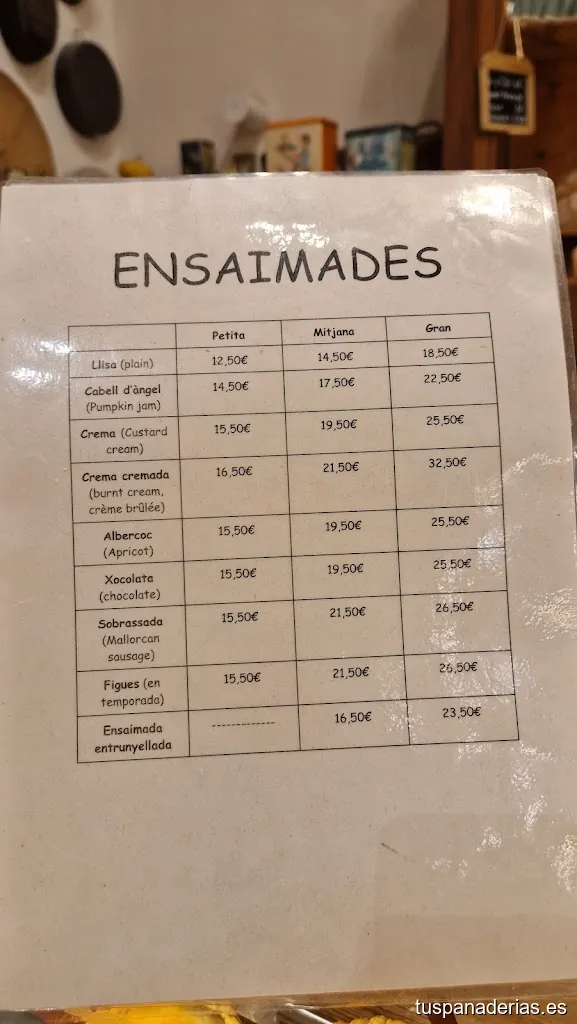 ENSAIMADES
Petita Mitjana Gran
Llisa (plain) 12,50€ 14,50€ 18,50€
Cabell d'àngel 14,50€ 17,50€ 22,50€
(Pumpkin jam)
Crema (Custard 15,50€ 19,50€ 25,50€
cream)
Crema cremada 16,50€ 21,50€ 32,50€
(burnt cream,
crème brûlée)
Albercoc 15,50€ 19,50€ 25,50€
(Apricot)
Xocolata 15,50€ 19,50€ 25,50€
(chocolate)
Sobrassada 15,50€ 21,50€ 26,50€
(Mallorcan
sausage)
Figues (en 15,50€ 21,50€ 26,50€
temporada)
Ensaimada ------------- 16,50€ 23,50€
entrunyellada
tuspanaderias.es